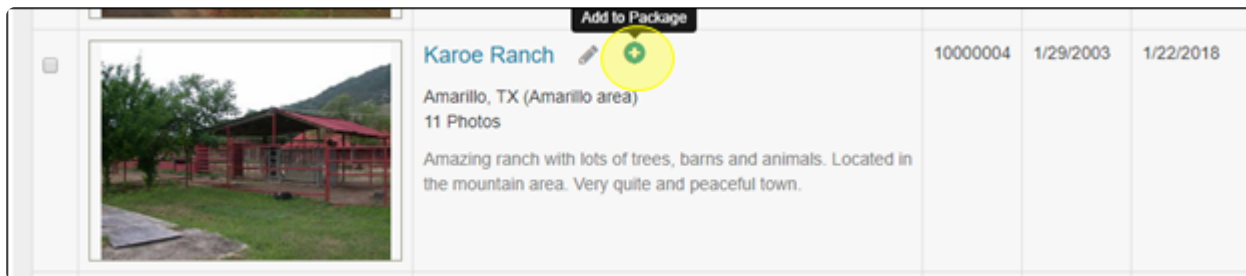 Add to Package
Karoe Ranch
10000004
1/29/2003
1/22/2018
Amarillo, TX (Amarillo area)
11 Photos
Amazing ranch with lots of trees, barns and animals. Located in
the mountain area. Very quite and peaceful town.